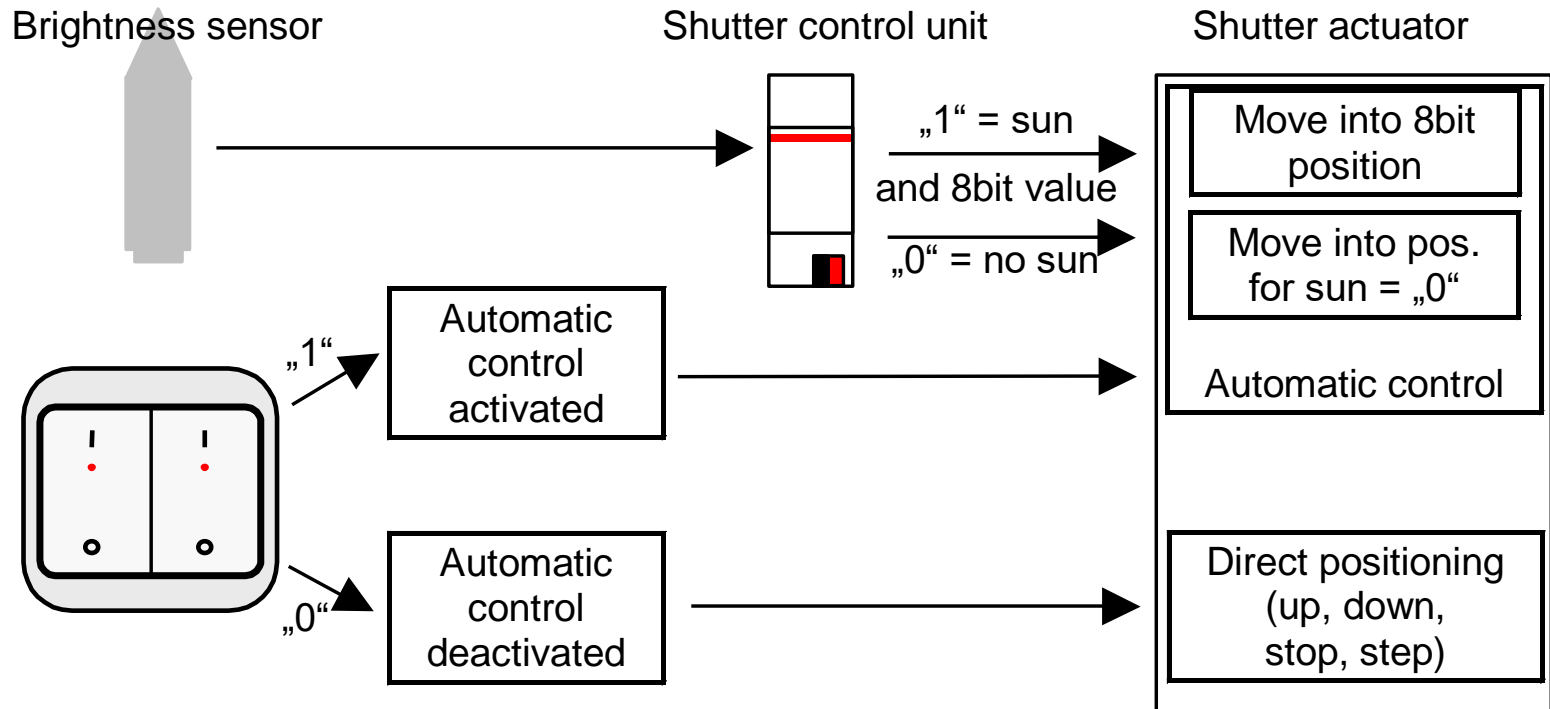 Brightness sensor
Shutter control unit
Shutter actuator
„1“ = sun
and 8bit value
„0“ = no sun
Move into 8bit
position
Move into pos.
for sun = „0“
Automatic control
„1“
Automatic
control
activated
„0“
Automatic
control
deactivated
Direct positioning
(up, down,
stop, step)